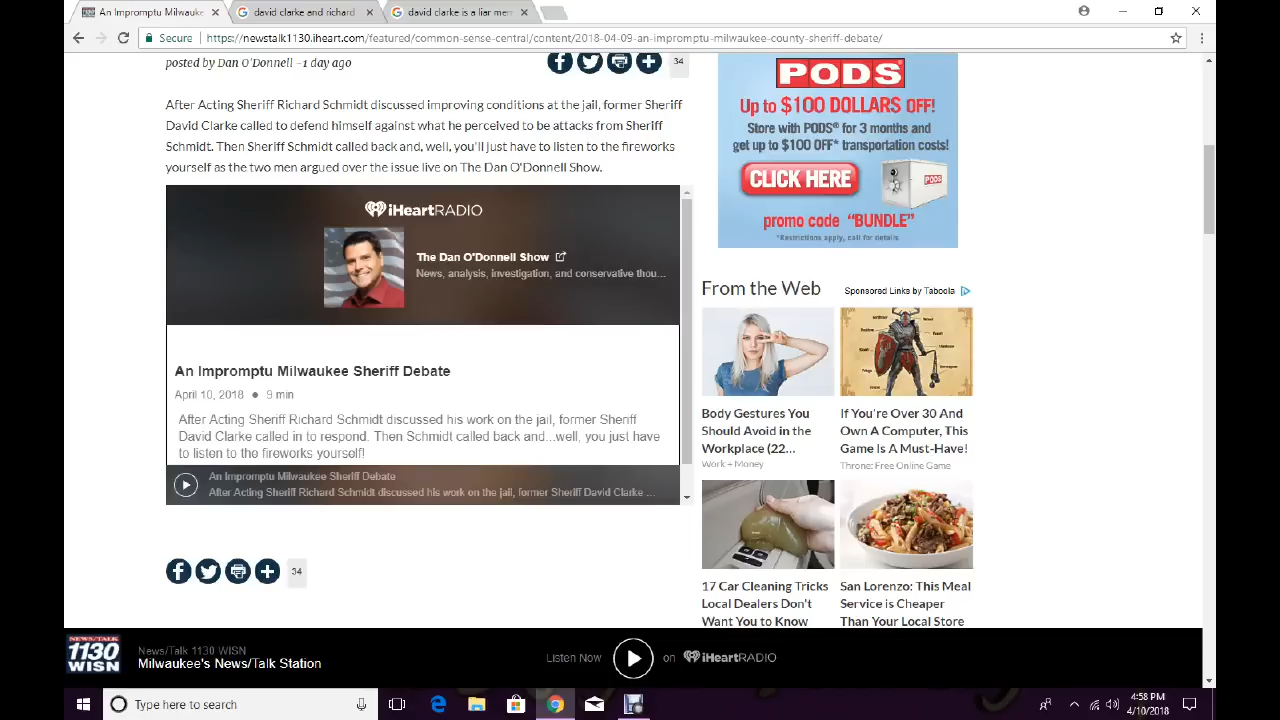 An Impromptu Milwauke
david clarke and richard
david clarke is a liar mem
Secure
https://newstalk1130.iheart.com/featured/common-sense-central/content/2018-04-09-an-impromptu-milwaukee-county-sheriff-debate/
posted by Dan O'Donnell - 1 day ago
34
After Acting Sheriff Richard Schmidt discussed improving conditions at the jail, former Sheriff
David Clarke called to defend himself against what he perceived to be attacks from Sheriff
Schmidt. Then Sheriff Schmidt called back and, well, you'll just have to listen to the fireworks
yourself as the two men argued over the issue live on The Dan O'Donnell Show.
iHeartRADIO
The Dan O'Donnell Show
News, analysis, investigation, and conservative thou...
An Impromptu Milwaukee Sheriff Debate
April 10, 2018 ● 9 min
After Acting Sheriff Richard Schmidt discussed his work on the jail, former Sheriff
David Clarke called in to respond. Then Schmidt called back and...well, you just have
to listen to the fireworks yourself!
An Impromptu Milwaukee Sheriff Debate
After Acting Sheriff Richard Schmidt discussed his work on the jail, former Sheriff David Clarke ...
34
PODS
Up to $100 DOLLARS OFF!
Store with PODS® for 3 months and
get up to $100 OFF* transportation costs!
CLICK HERE
PODS
promo code "BUNDLE"
*Restrictions apply, call for details.
From the Web
Sponsored Links by Taboola
Body Gestures You
Should Avoid in the
Workplace (22...
Work + Money
If You're Over 30 And
Own A Computer, This
Game Is A Must-Have!
Throne: Free Online Game
17 Car Cleaning Tricks
Local Dealers Don't
Want You to Know
San Lorenzo: This Meal
Service is Cheaper
Than Your Local Store
NEWS/TALK
1130
WISN
News/Talk 1130 WISN
Milwaukee's News/Talk Station
Listen Now
on iHeartRADIO
Type here to search
4:58 PM
4/10/2018